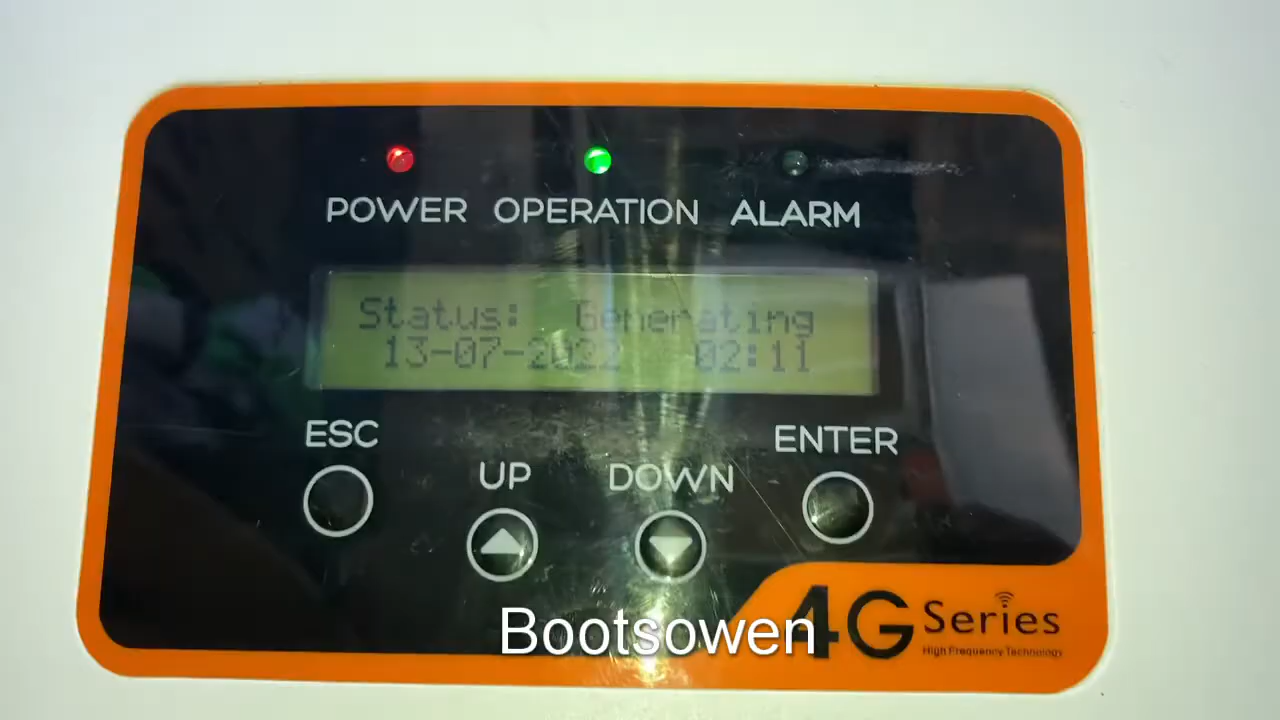 POWER OPERATION ALARM
Status: Generating
13-07-2022 02:11
ESC
UP
DOWN
ENTER
4G Series
High Frequency Technology
Bootsowen